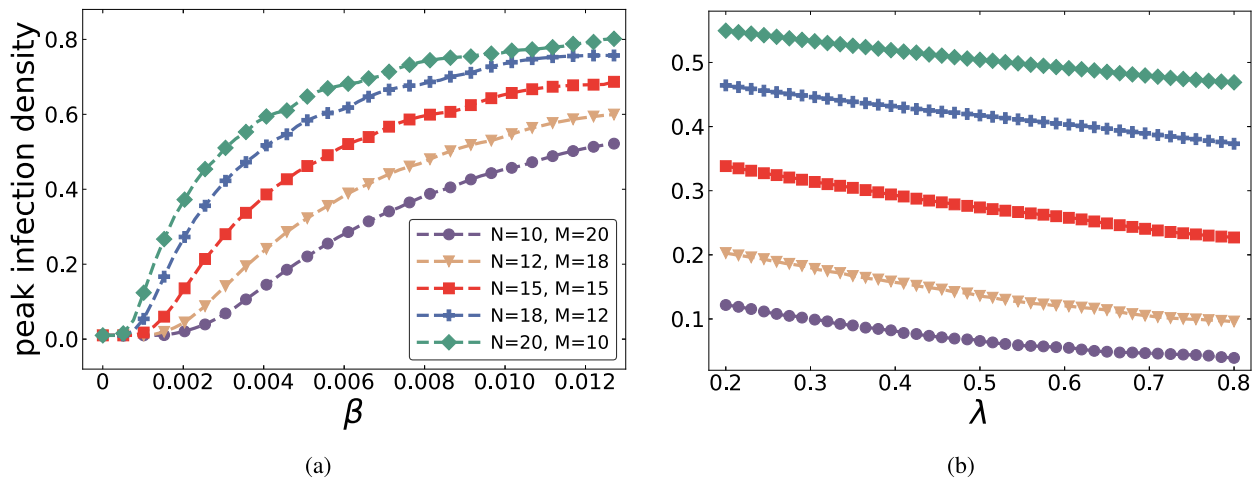 peak infection density
0.8
0.6
0.4
0.2
0.0
N=10, M=20
N=12, M=18
N=15, M=15
N=18, M=12
N=20, M=10
0 0.002 0.004 0.006 0.008 0.010 0.012
β
(a)
0.5
0.4
0.3
0.2
0.1
0.2 0.3 0.4 0.5 0.6 0.7 0.8
λ
(b)